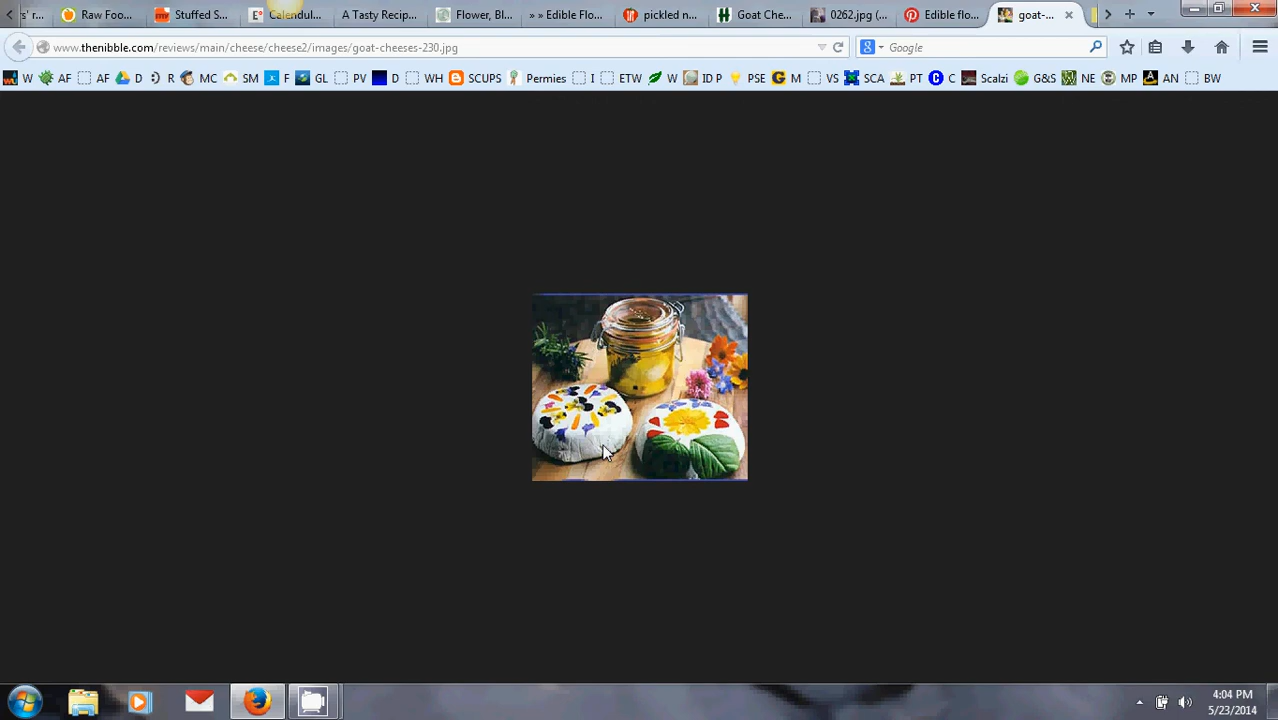 s' r...
Raw Foo...
Stuffed S...
Calendul...
A Tasty Recip...
Flower, Bl...
» » Edible Flo...
pickled n...
Goat Che...
0262.jpg (...
Edible flo...
goat-...
www.thenibble.com/reviews/main/cheese/cheese2/images/goat-cheeses-230.jpg
Google
W AF AF D R MC SM F GL PV D WH SCUPS Permies I ETW W ID P PSE M VS SCA PT C Scalzi G&S NE MP AN BW
4:04 PM
5/23/2014